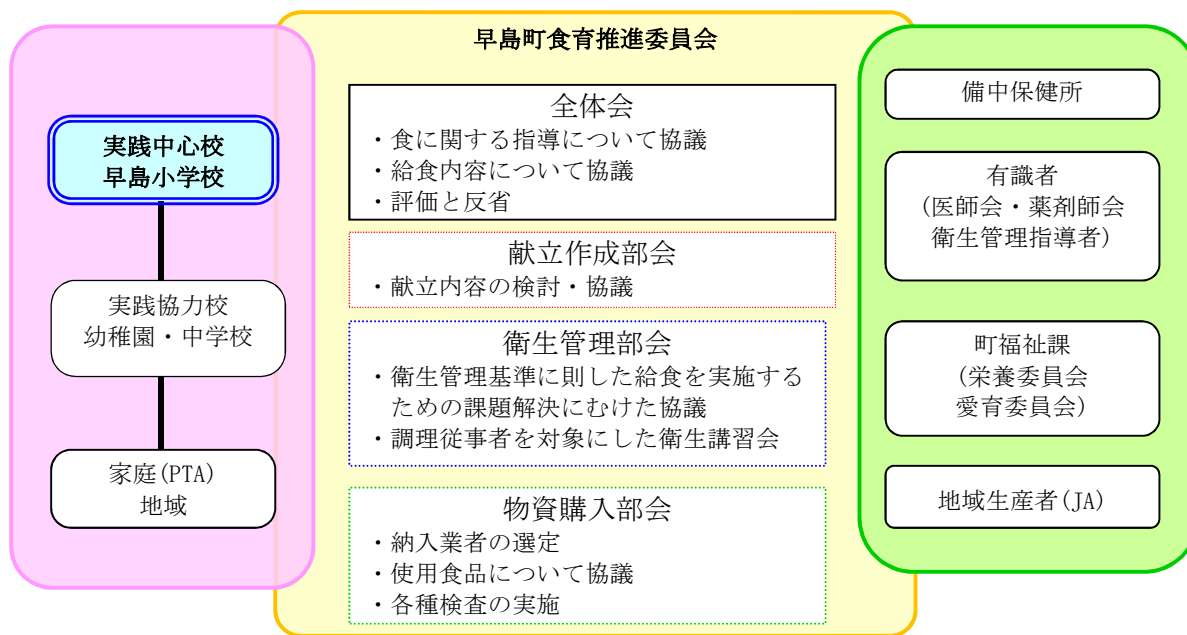 早島町食育推進委員会
実践中心校
早島小学校
実践協力校
幼稚園・中学校
家庭(PTA)
地域
全体会
・食に関する指導について協議
・給食内容について協議
・評価と反省
献立作成部会
・献立内容の検討・協議
衛生管理部会
・衛生管理基準に則した給食を実施する
ための課題解決にむけた協議
・調理従事者を対象にした衛生講習会
物資購入部会
・納入業者の選定
・使用食品について協議
・各種検査の実施
備中保健所
有識者
(医師会・薬剤師会
衛生管理指導者)
町福祉課
(栄養委員会
愛育委員会)
地域生産者(JA)